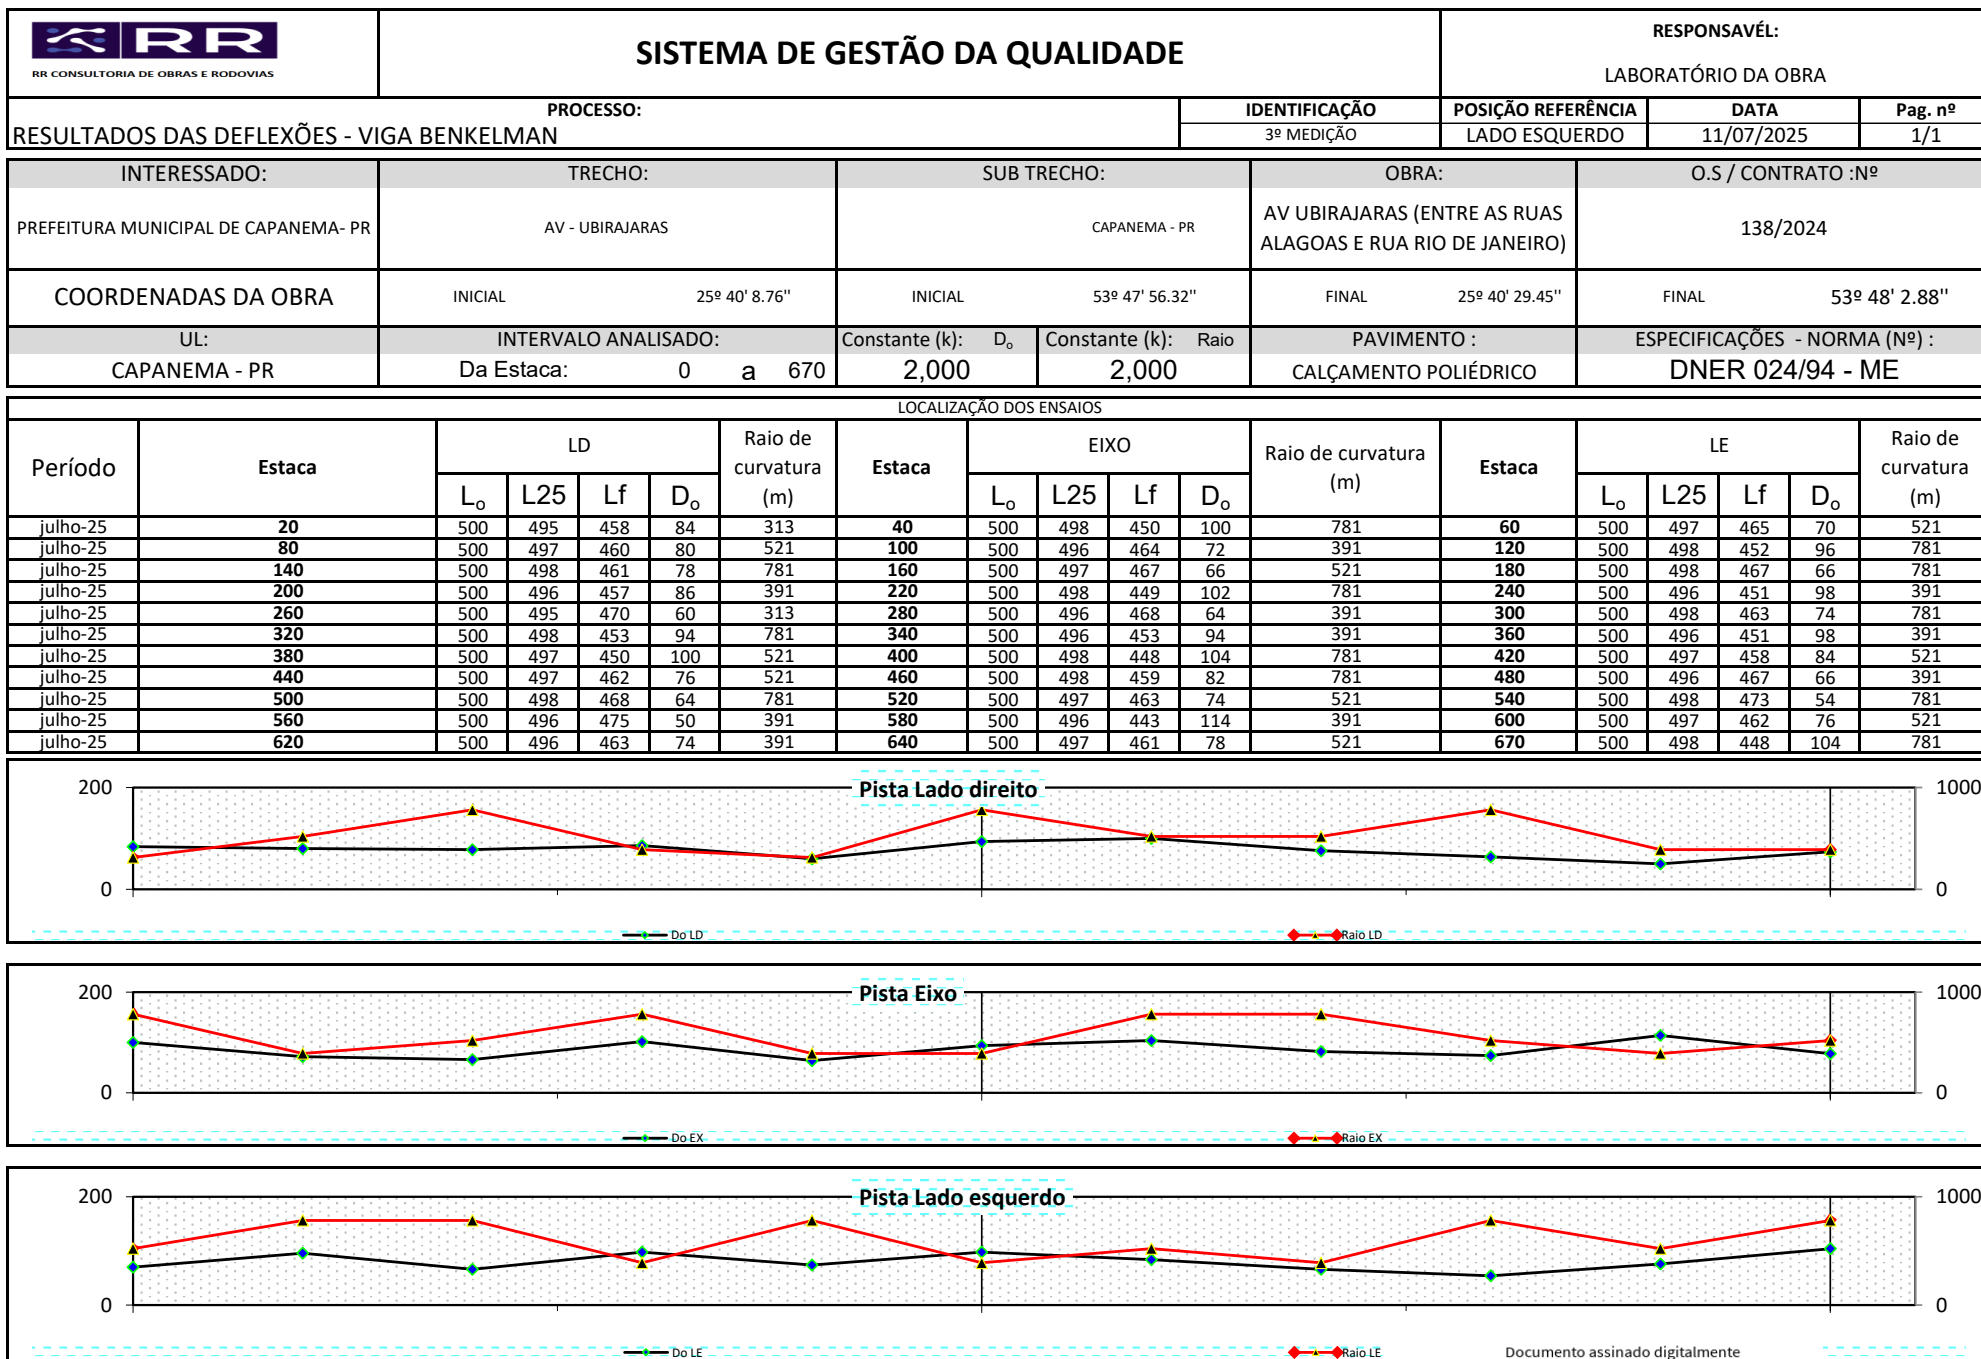 RR
RR CONSULTORIA DE OBRAS E RODOVIAS
SISTEMA DE GESTÃO DA QUALIDADE
RESPONSAVÉL:
LABORATÓRIO DA OBRA
PROCESSO:
RESULTADOS DAS DEFLEXÕES - VIGA BENKELMAN
IDENTIFICAÇÃO POSIÇÃO REFERÊNCIA DATA Pag. nº
3º MEDIÇÃO LADO ESQUERDO 11/07/2025 1/1
INTERESSADO: TRECHO: SUB TRECHO: OBRA: O.S / CONTRATO :Nº
PREFEITURA MUNICIPAL DE CAPANEMA- PR AV - UBIRAJARAS CAPANEMA - PR AV UBIRAJARAS (ENTRE AS RUAS
ALAGOAS E RUA RIO DE JANEIRO) 138/2024
COORDENADAS DA OBRA INICIAL 25º 40' 8.76'' INICIAL 53º 47' 56.32'' FINAL 25º 40' 29.45'' FINAL 53º 48' 2.88''
UL: INTERVALO ANALISADO: Constante (k): Do Constante (k): Raio PAVIMENTO : ESPECIFICAÇÕES - NORMA (Nº) :
CAPANEMA - PR Da Estaca: 0 a 670 2,000 2,000 CALÇAMENTO POLIÉDRICO DNER 024/94 - ME
LOCALIZAÇÃO DOS ENSAIOS
Período Estaca LD Raio de curvatura (m) Estaca EIXO Raio de curvatura (m) Estaca LE Raio de curvatura (m)
Lo L25 Lf Do Lo L25 Lf Do Lo L25 Lf Do
julho-25 20 500 495 458 84 313 40 500 498 450 100 781 60 500 497 465 70 521
julho-25 80 500 497 460 80 521 100 500 496 464 72 391 120 500 498 452 96 781
julho-25 140 500 498 461 78 781 160 500 497 467 66 521 180 500 498 467 66 781
julho-25 200 500 496 457 86 391 220 500 498 449 102 781 240 500 496 451 98 391
julho-25 260 500 495 470 60 313 280 500 496 468 64 391 300 500 498 463 74 781
julho-25 320 500 498 453 94 781 340 500 496 453 94 391 360 500 496 451 98 391
julho-25 380 500 497 450 100 521 400 500 498 448 104 781 420 500 497 458 84 521
julho-25 440 500 497 462 76 521 460 500 498 459 82 781 480 500 496 467 66 391
julho-25 500 500 498 468 64 781 520 500 497 463 74 521 540 500 498 473 54 781
julho-25 560 500 496 475 50 391 580 500 496 443 114 391 600 500 497 462 76 521
julho-25 620 500 496 463 74 391 640 500 497 461 78 521 670 500 498 448 104 781
Pista Lado direito
200 1000
0 0
Do LD Raio LD
Pista Eixo
200 1000
0 0
Do EX Raio EX
Pista Lado esquerdo
200 1000
0 0
Do LE Raio LE
Documento assinado digitalmente